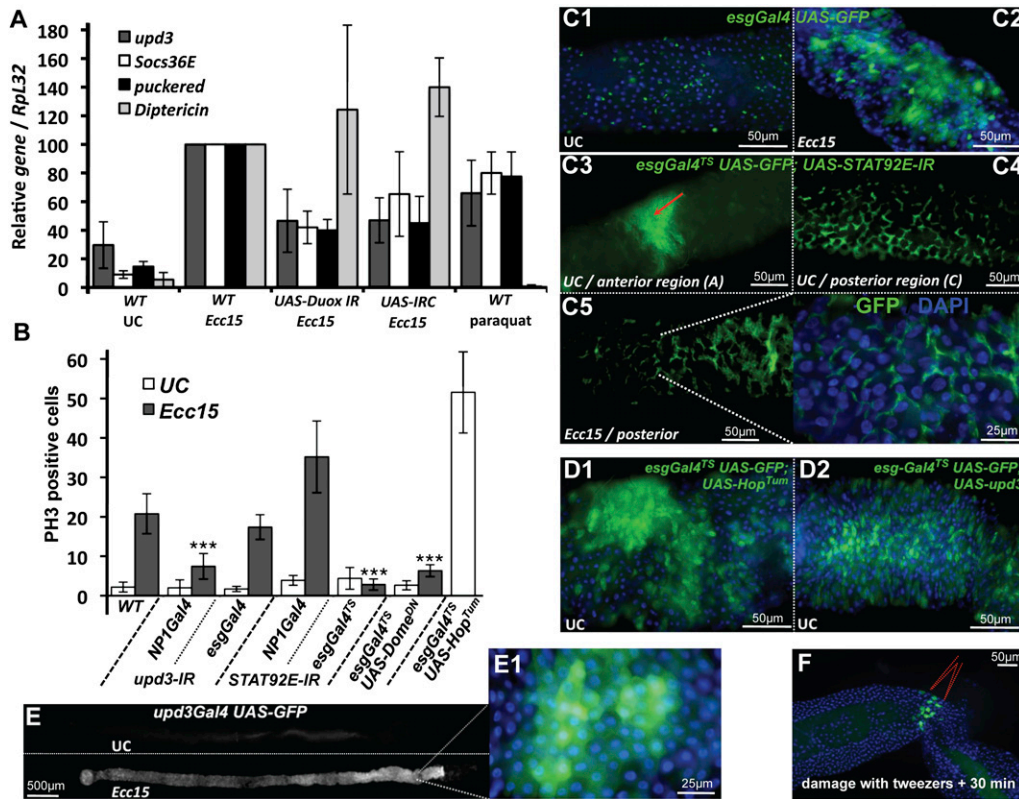 A
upd3
Socs36E
puckered
Diptericin
Relative gene / RpL32
180
160
140
120
100
80
60
40
20
0
WT
UC
WT
Ecc15
UAS-Duox IR
Ecc15
UAS-IRC
Ecc15
WT
paraquat
B
UC
Ecc15
PH3 positive cells
60
50
40
30
20
10
0
***
***
***
WT
NP1Gal4
esgGal4
NP1Gal4
esgGal4TS
esgGal4TS
UAS-DomeDN
esgGal4TS
UAS-HopTum
upd3-IR
STAT92E-IR
C1
esgGal4 UAS-GFP
C2
UC
50µm
Ecc15
50µm
C3
esgGal4TS UAS-GFP; UAS-STAT92E-IR
C4
UC / anterior region (A)
50µm
UC / posterior region (C)
50µm
C5
GFP DAPI
Ecc15 / posterior
50µm
25µm
D1
esgGal4TS UAS-GFP;
UAS-HopTum
UC
50µm
D2
esg-Gal4TS UAS-GFP;
UAS-upd3
UC
50µm
E
upd3Gal4 UAS-GFP
UC
500µm
Ecc15
E1
25µm
F
50µm
damage with tweezers + 30 min